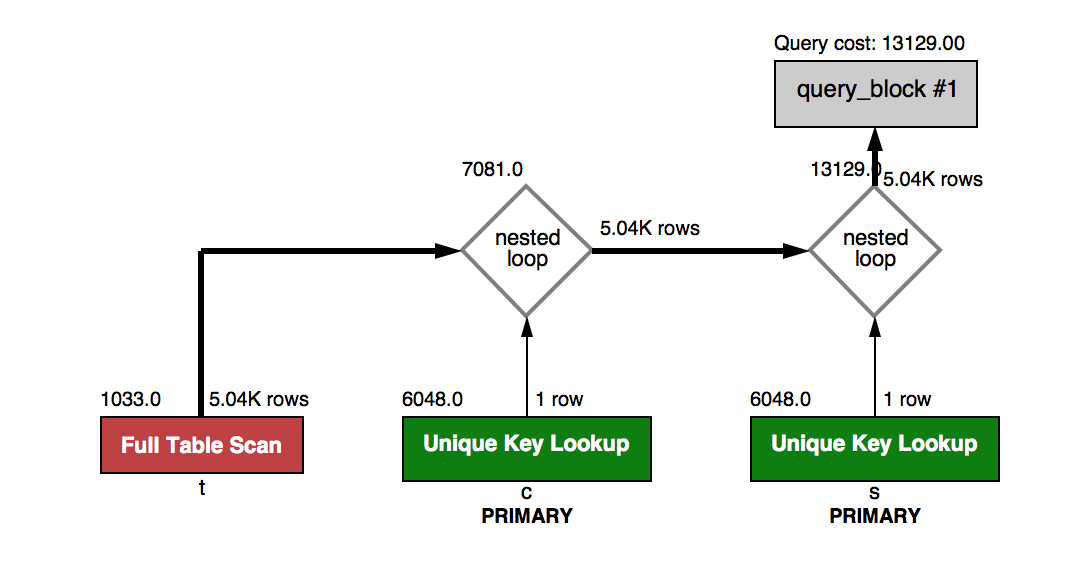 Query cost: 13129.00
query_block #1
7081.0
13129.0
5.04K rows
nested
loop
5.04K rows
nested
loop
1033.0
5.04K rows
6048.0
1 row
6048.0
1 row
Full Table Scan
Unique Key Lookup
Unique Key Lookup
t
c
PRIMARY
s
PRIMARY